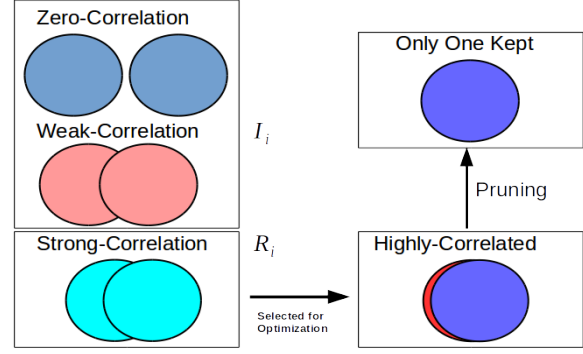 Zero-Correlation
Weak-Correlation
I_i
Strong-Correlation
R_i
Selected for
Optimization
Only One Kept
Pruning
Highly-Correlated